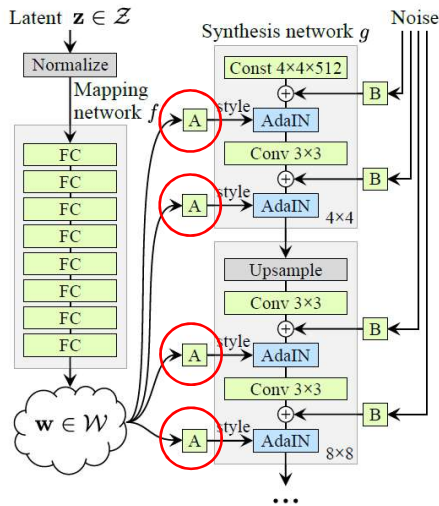 Latent z ∈ Z
Normalize
Mapping
network f
FC
FC
FC
FC
FC
FC
FC
FC
w ∈ W
Synthesis network g
Noise
Const 4×4×512
B
A
style
AdaIN
Conv 3×3
B
A
style
AdaIN
4×4
Upsample
Conv 3×3
B
A
style
AdaIN
Conv 3×3
B
A
style
AdaIN
8×8
...